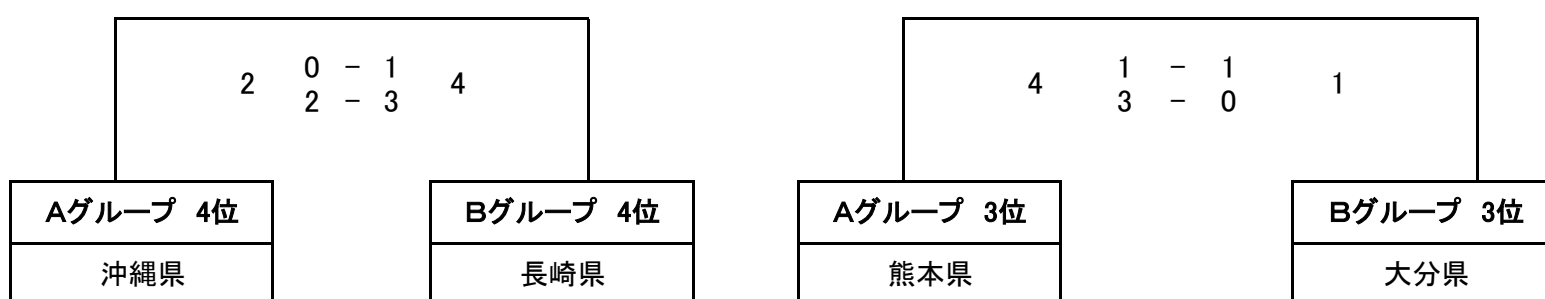 0 - 1
2 4
2 - 3
Aグループ 4位
Bグループ 4位
沖縄県
長崎県
1 - 1
4 1
3 - 0
Aグループ 3位
Bグループ 3位
熊本県
大分県